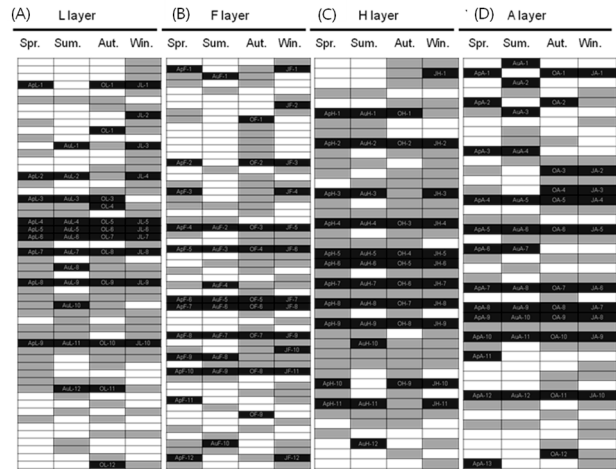 (A) L layer
Spr. Sum. Aut. Win.
ApL-1 OL-1 JL-1
JL-2
OL-1
AuL-1 JL-3
ApL-2 AuL-2 JL-4
ApL-3 AuL-3 OL-3
OL-4
ApL-4 AuL-4 OL-5 JL-5
ApL-5 AuL-5 OL-6 JL-6
ApL-6 AuL-6 OL-7 JL-7
ApL-7 AuL-7 OL-8 JL-8
AuL-8
ApL-8 AuL-9 OL-9 JL-9
AuL-10
ApL-9 AuL-11 OL-10 JL-10
AuL-12 OL-11
OL-12
(B) F layer
Spr. Sum. Aut. Win.
ApF-1 JF-1
AuF-1
JF-2
OF-1
ApF-2 OF-2 JF-3
ApF-3 JF-4
ApF-4 AuF-2 OF-3 JF-5
ApF-5 AuF-3 OF-4 JF-6
AuF-4
ApF-6 AuF-5 OF-5 JF-7
ApF-7 AuF-6 OF-6 JF-8
ApF-8 AuF-7 OF-7 JF-9
JF-10
ApF-9 AuF-8
ApF-10 AuF-9 OF-8 JF-11
ApF-11
OF-9
AuF-10
ApF-12 JF-12
(C) H layer
Spr. Sum. Aut. Win.
JH-1
ApH-1 AuH-1 OH-1
ApH-2 AuH-2 OH-2 JH-2
ApH-3 AuH-3 JH-3
ApH-4 AuH-4 OH-3 JH-4
ApH-5 AuH-5 OH-4 JH-5
ApH-6 AuH-6 OH-5 JH-6
ApH-7 AuH-7 OH-6 JH-7
ApH-8 AuH-8 OH-7 JH-8
ApH-9 AuH-9 OH-8 JH-9
AuH-10
ApH-10 OH-9 JH-10
ApH-11 AuH-11 JH-11
AuH-12
(D) A layer
Spr. Sum. Aut. Win.
AuA-1
ApA-1 OA-1 JA-1
AuA-2
ApA-2 OA-2
AuA-3
ApA-3 AuA-4
OA-3 JA-2
OA-4 JA-3
ApA-4 AuA-5 OA-5 JA-4
ApA-5 AuA-6 OA-6 JA-5
ApA-6 AuA-7
ApA-7 AuA-8 OA-7 JA-6
ApA-8 AuA-9 OA-8 JA-7
ApA-9 AuA-10 OA-9 JA-8
ApA-10 AuA-11 OA-10 JA-9
ApA-11
ApA-12 AuA-12 OA-11 JA-10
OA-12
ApA-13